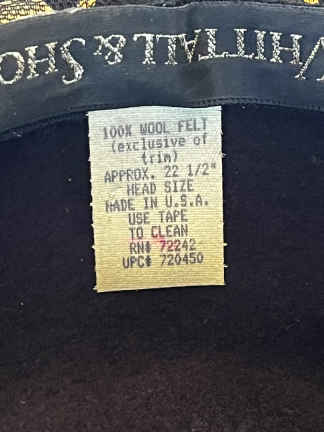 WHITTALL & SHO
100% WOOL FELT
(exclusive of
trim)
APPROX. 22 1/2"
HEAD SIZE
MADE IN U.S.A.
USE TAPE
TO CLEAN
RN# 72242
UPC# 720450